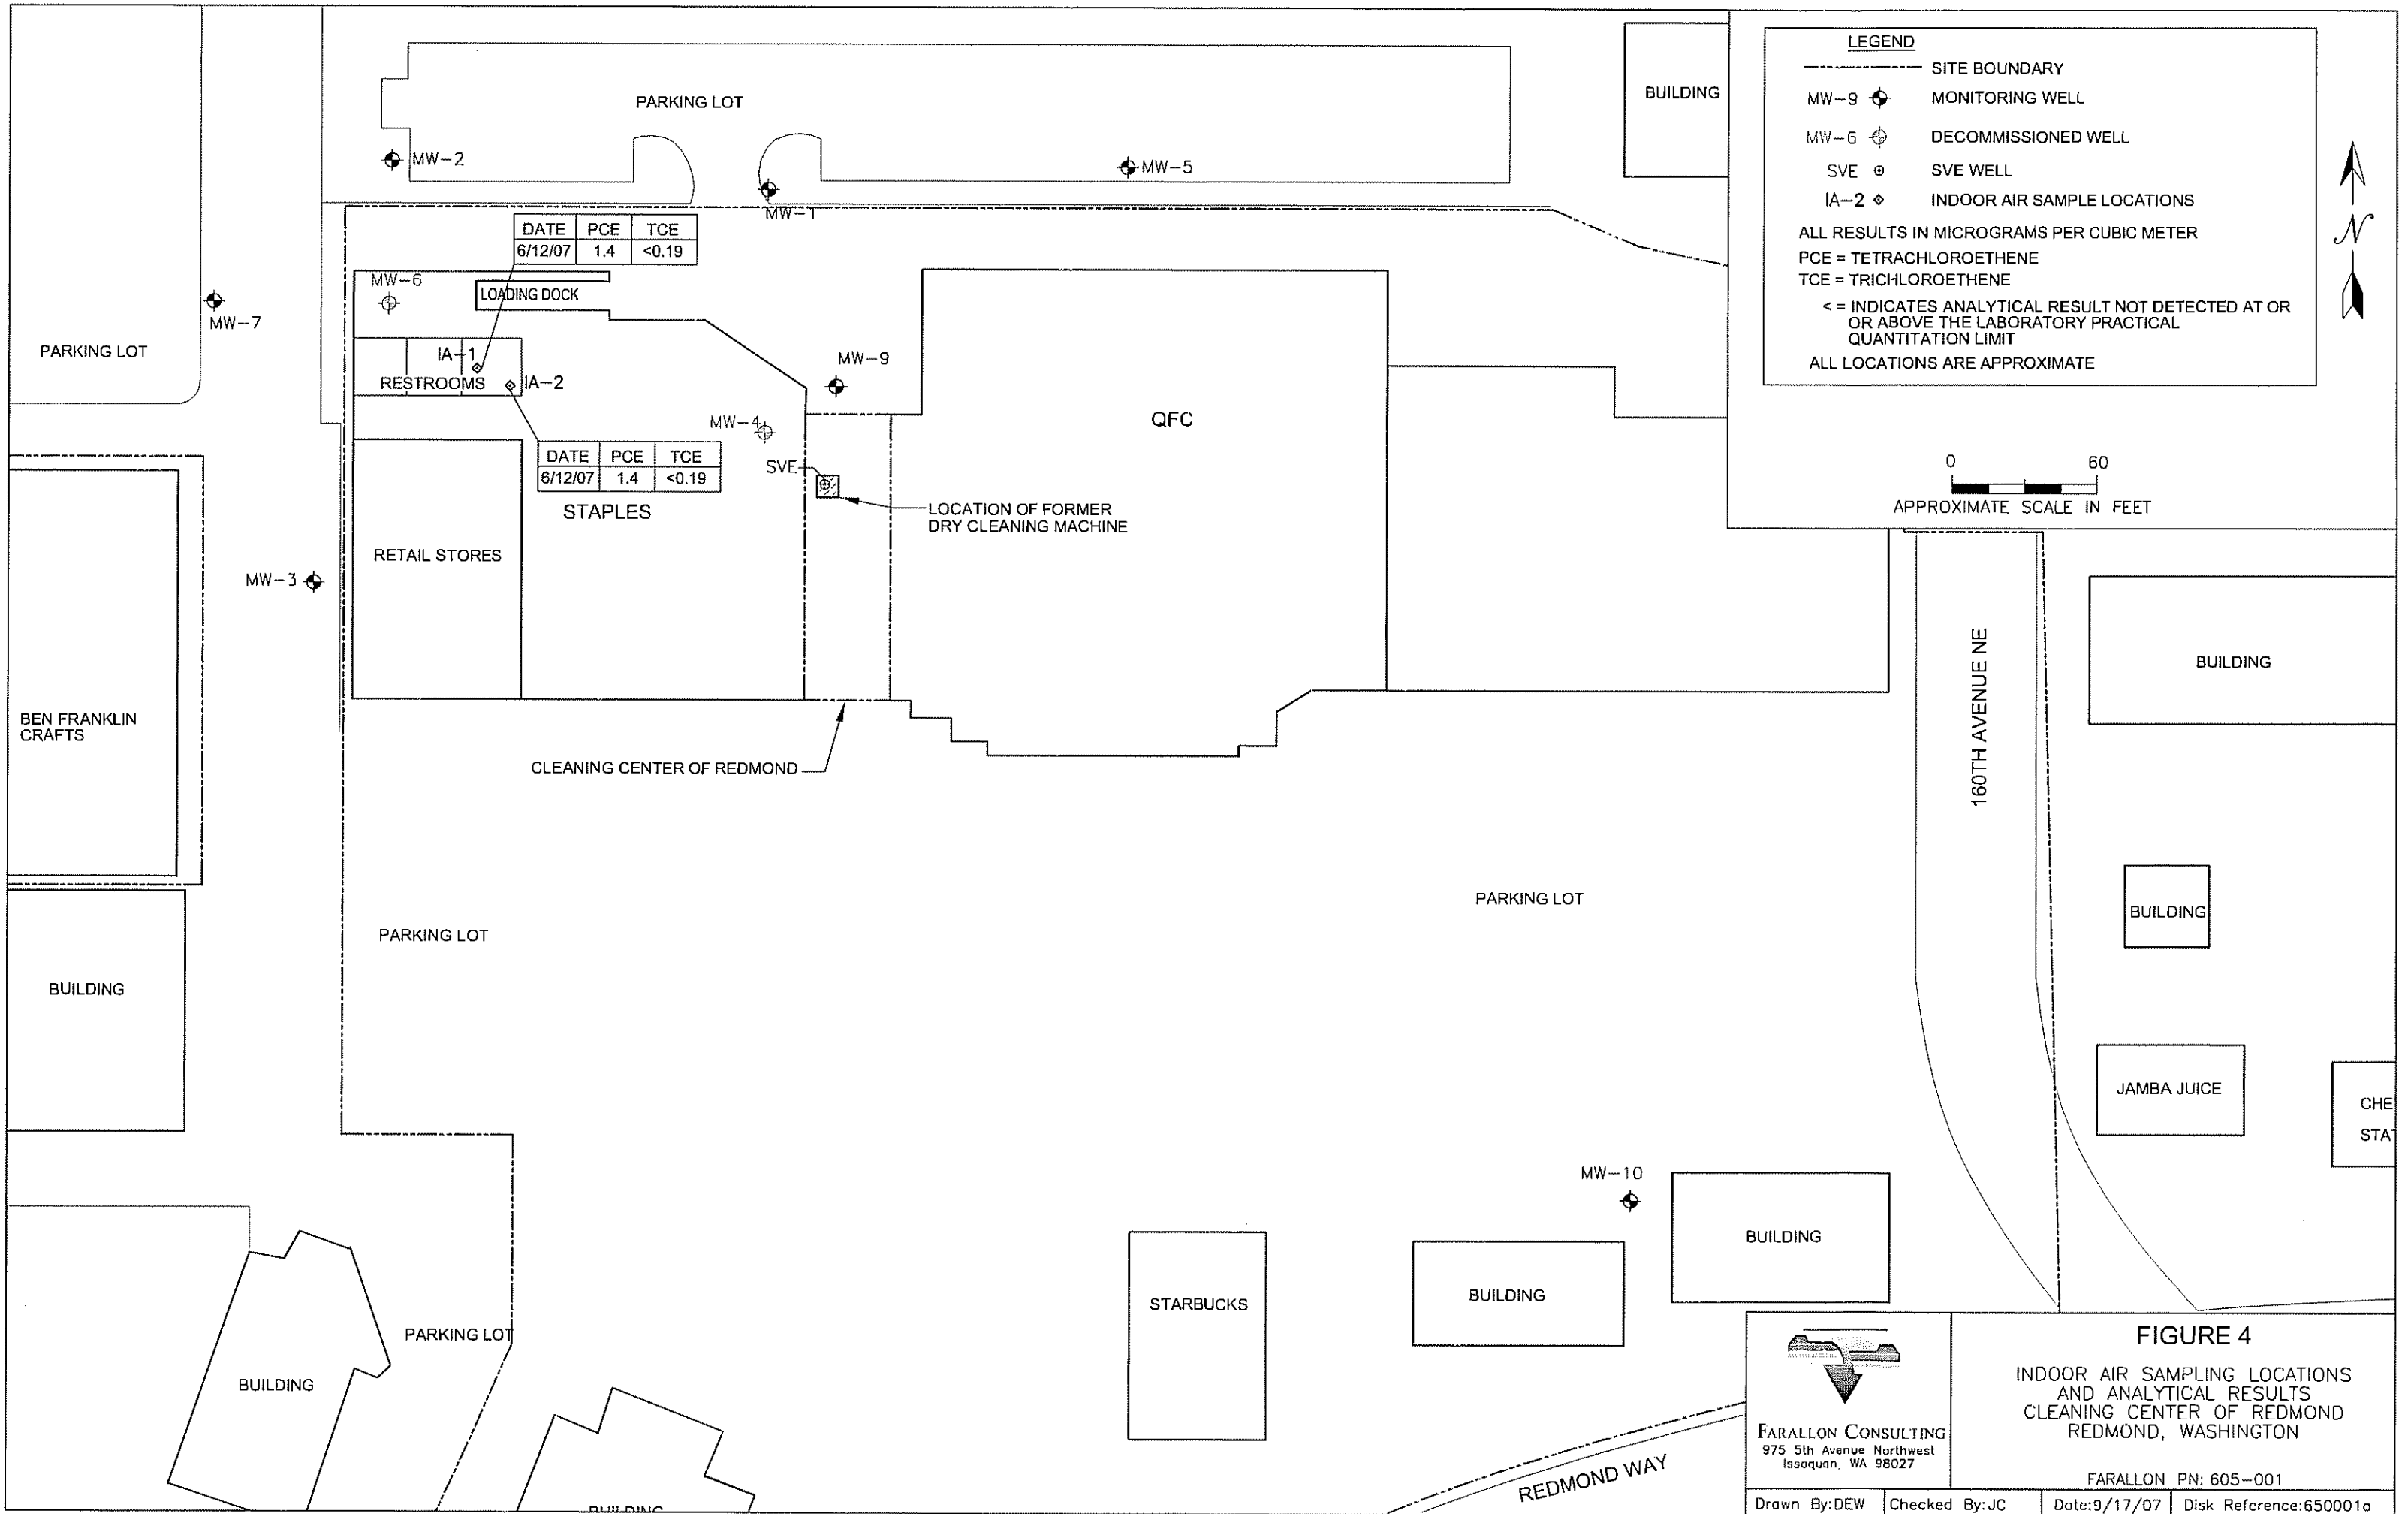 LEGEND
SITE BOUNDARY
MW-9 MONITORING WELL
MW-6 DECOMMISSIONED WELL
SVE SVE WELL
IA-2 INDOOR AIR SAMPLE LOCATIONS
ALL RESULTS IN MICROGRAMS PER CUBIC METER
PCE = TETRACHLOROETHENE
TCE = TRICHLOROETHENE
< = INDICATES ANALYTICAL RESULT NOT DETECTED AT OR
OR ABOVE THE LABORATORY PRACTICAL
QUANTITATION LIMIT
ALL LOCATIONS ARE APPROXIMATE
N
0 60
APPROXIMATE SCALE IN FEET
PARKING LOT
BUILDING
MW-2
MW-5
MW-1
DATE PCE TCE
6/12/07 1.4 <0.19
MW-6
LOADING DOCK
MW-7
PARKING LOT
IA-1
RESTROOMS
IA-2
MW-9
MW-4
QFC
DATE PCE TCE
6/12/07 1.4 <0.19
SVE
STAPLES
LOCATION OF FORMER
DRY CLEANING MACHINE
RETAIL STORES
MW-3
BEN FRANKLIN
CRAFTS
CLEANING CENTER OF REDMOND
160TH AVENUE NE
BUILDING
PARKING LOT
PARKING LOT
BUILDING
BUILDING
JAMBA JUICE
CHE
STAT
MW-10
BUILDING
BUILDING
STARBUCKS
PARKING LOT
BUILDING
BUILDING
REDMOND WAY
FARALLON CONSULTING
975 5th Avenue Northwest
Issaquah, WA 98027
FIGURE 4
INDOOR AIR SAMPLING LOCATIONS
AND ANALYTICAL RESULTS
CLEANING CENTER OF REDMOND
REDMOND, WASHINGTON
FARALLON PN: 605-001
Drawn By:DEW Checked By:JC Date:9/17/07 Disk Reference:650001a